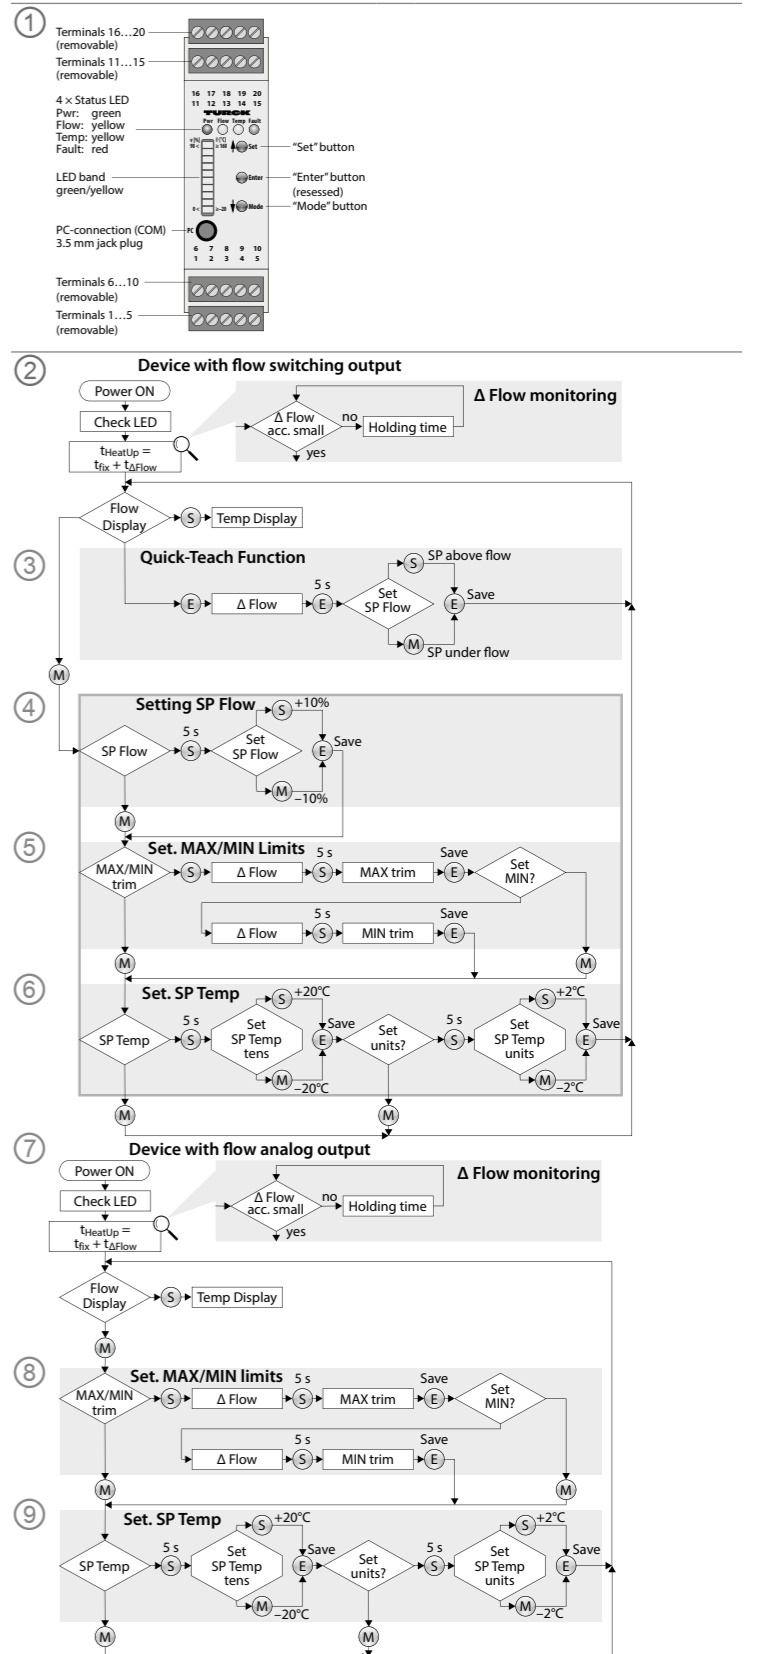 1
Terminals 16…20
(removable)
Terminals 11…15
(removable)
4 × Status LED
Pwr: green
Flow: yellow
Temp: yellow
Fault: red
LED band
green/yellow
PC-connection (COM)
3.5 mm jack plug
Terminals 6…10
(removable)
Terminals 1…5
(removable)
16 17 18 19 20
11 12 13 14 15
TURCK
Pwr Flow Temp Fault
90 < ≥ 160
Set
Enter
0 < ≥-20
Mode
PC
6 7 8 9 10
1 2 3 4 5
"Set" button
"Enter" button
(resessed)
"Mode" button
2
Device with flow switching output
Power ON
Check LED
tHeatUp =
tfix + tΔFlow
Δ Flow monitoring
Δ Flow
acc. small
no
Holding time
yes
Flow
Display
S
Temp Display
3
Quick-Teach Function
E
Δ Flow
5 s
E
Set
SP Flow
S
SP above flow
E
Save
M
SP under flow
M
4
Setting SP Flow
SP Flow
5 s
S
Set
SP Flow
S
+10%
E
Save
M
–10%
M
5
Set. MAX/MIN Limits
MAX/MIN
trim
S
Δ Flow
5 s
S
MAX trim
Save
E
Set
MIN?
Δ Flow
5 s
S
MIN trim
Save
E
M
M
6
Set. SP Temp
SP Temp
5 s
S
Set
SP Temp
tens
S
+20°C
E
Save
M
–20°C
Set
units?
5 s
S
Set
SP Temp
units
S
+2°C
E
Save
M
–2°C
M
M
7
Device with flow analog output
Power ON
Check LED
tHeatUp =
tfix + tΔFlow
Δ Flow monitoring
Δ Flow
acc. small
no
Holding time
yes
Flow
Display
S
Temp Display
M
8
Set. MAX/MIN limits
MAX/MIN
trim
S
Δ Flow
5 s
S
MAX trim
Save
E
Set
MIN?
Δ Flow
5 s
S
MIN trim
Save
E
M
M
9
Set. SP Temp
SP Temp
5 s
S
Set
SP Temp
tens
S
+20°C
E
Save
M
–20°C
Set
units?
5 s
S
Set
SP Temp
units
S
+2°C
E
Save
M
–2°C
M
M